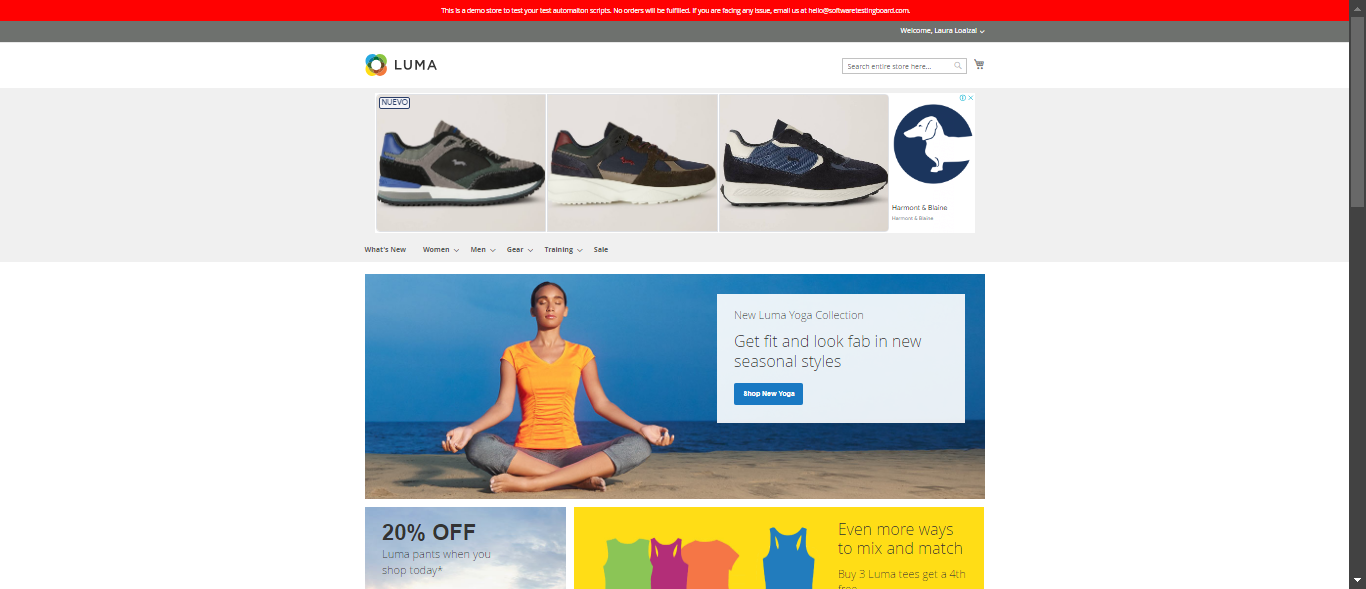 This is a demo store to test your test automaiton scripts. No orders will be fulfilled. If you are facing any issue, email us at hello@softwaretestingboard.com.
Welcome, Laura Loaiza!
LUMA
Search entire store here...
NUEVO
Harmont & Blaine
Harmont & Blaine
What's New Women Men Gear Training Sale
New Luma Yoga Collection
Get fit and look fab in new
seasonal styles
Shop New Yoga
20% OFF
Luma pants when you
shop today*
Even more ways
to mix and match
Buy 3 Luma tees get a 4th
free